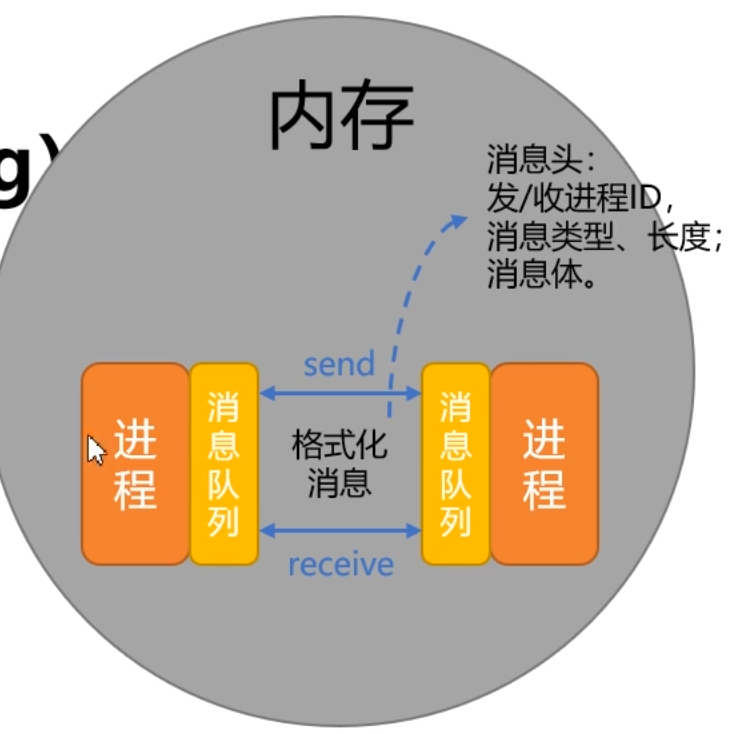 内存
g)
消息头：
发/收进程ID，
消息类型、长度；
消息体。
send
进程
消息队列
格式化
消息
消息队列
进程
receive